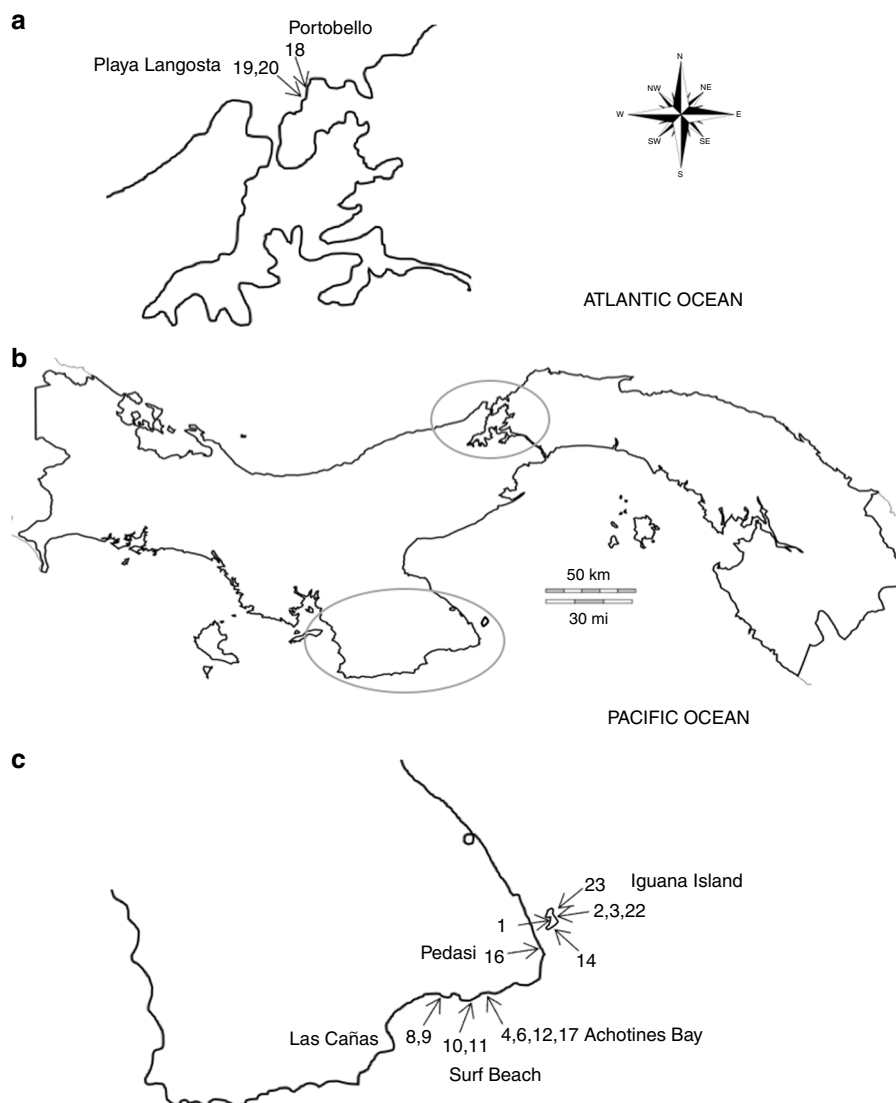 a
Portobello
18
Playa Langosta
19,20
N
NW NE
W E
SW SE
S
ATLANTIC OCEAN
b
50 km
30 mi
PACIFIC OCEAN
c
23 Iguana Island
2,3,22
1
Pedasi 16
14
Las Cañas
8,9
10,11
4,6,12,17 Achotines Bay
Surf Beach